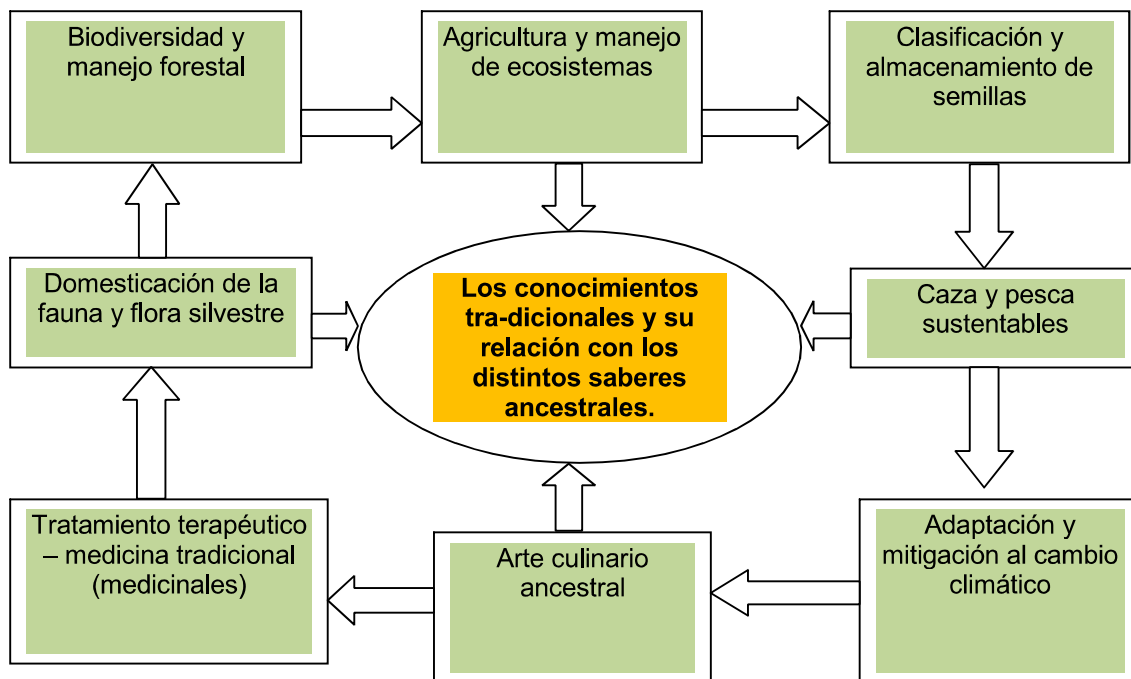 Biodiversidad y
manejo forestal
Agricultura y manejo
de ecosistemas
Clasificación y
almacenamiento de
semillas
Domesticación de la
fauna y flora silvestre
Los conocimientos
tra-dicionales y su
relación con los
distintos saberes
ancestrales.
Caza y pesca
sustentables
Tratamiento terapéutico
– medicina tradicional
(medicinales)
Arte culinario
ancestral
Adaptación y
mitigación al cambio
climático